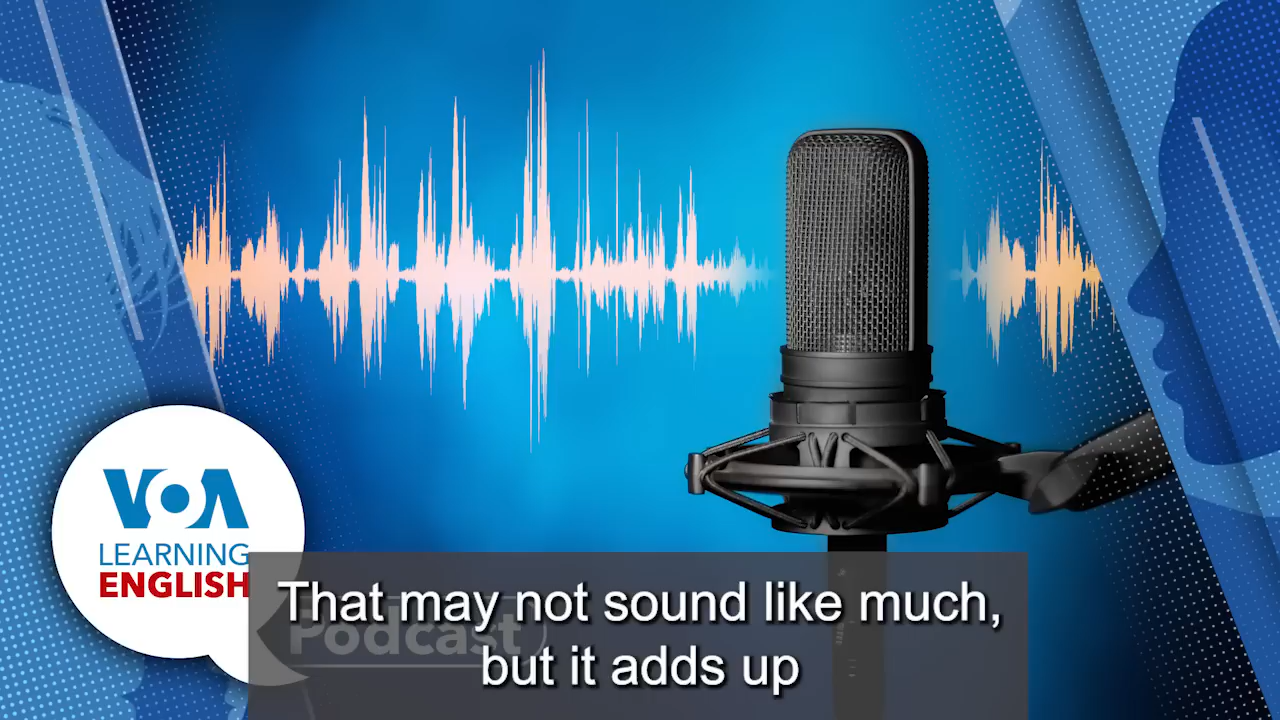 VOA
LEARNING
ENGLISH
Podcast
That may not sound like much,
but it adds up